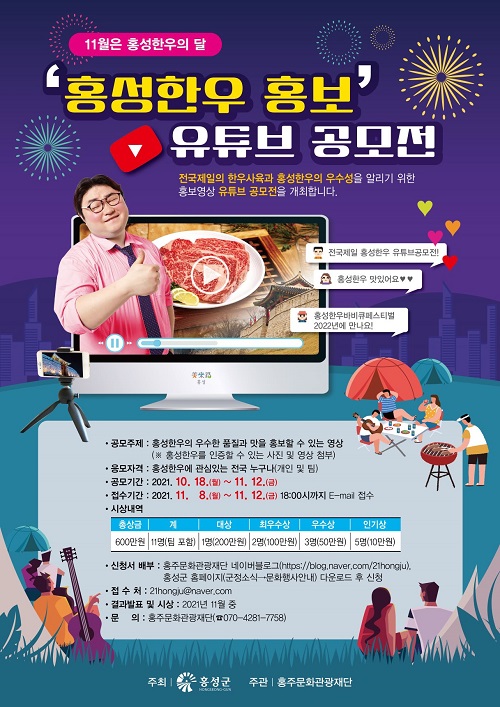 11월은 홍성한우의 달
‘홍성한우 홍보’
유튜브 공모전
전국제일의 한우사육과 홍성한우의 우수성을 알리기 위한
홍보영상 유튜브 공모전을 개최합니다.
전국제일 홍성한우 유튜브공모전!
홍성한우 맛있어요♥♥
홍성한우바비큐페스티벌
2022년에 만나요!
홍성
• 공모주제 : 홍성한우의 우수한 품질과 맛을 홍보할 수 있는 영상
(※ 홍성한우를 인증할 수 있는 사진 및 영상 첨부)
• 응모자격 : 홍성한우에 관심있는 전국 누구나(개인 및 팀)
• 공모기간 : 2021. 10. 18.(월) ~ 11. 12.(금)
• 접수기간 : 2021. 11. 8.(월) ~ 11. 12.(금) 18:00시까지 E-mail 접수
• 시상내역
총상금 계 대상 최우수상 우수상 인기상
600만원 11명(팀 포함) 1명(200만원) 2명(100만원) 3명(50만원) 5명(10만원)
• 신청서 배부 : 홍주문화관광재단 네이버블로그(https://blog.naver.com/21hongju),
홍성군 홈페이지(군정소식→문화행사안내) 다운로드 후 신청
• 접 수 처 : 21hongju@naver.com
• 결과발표 및 시상 : 2021년 11월 중
• 문 의 : 홍주문화관광재단(☎070-4281-7758)
주최 | 홍성군 HONGSEONG-GUN 주관 | 홍주문화관광재단